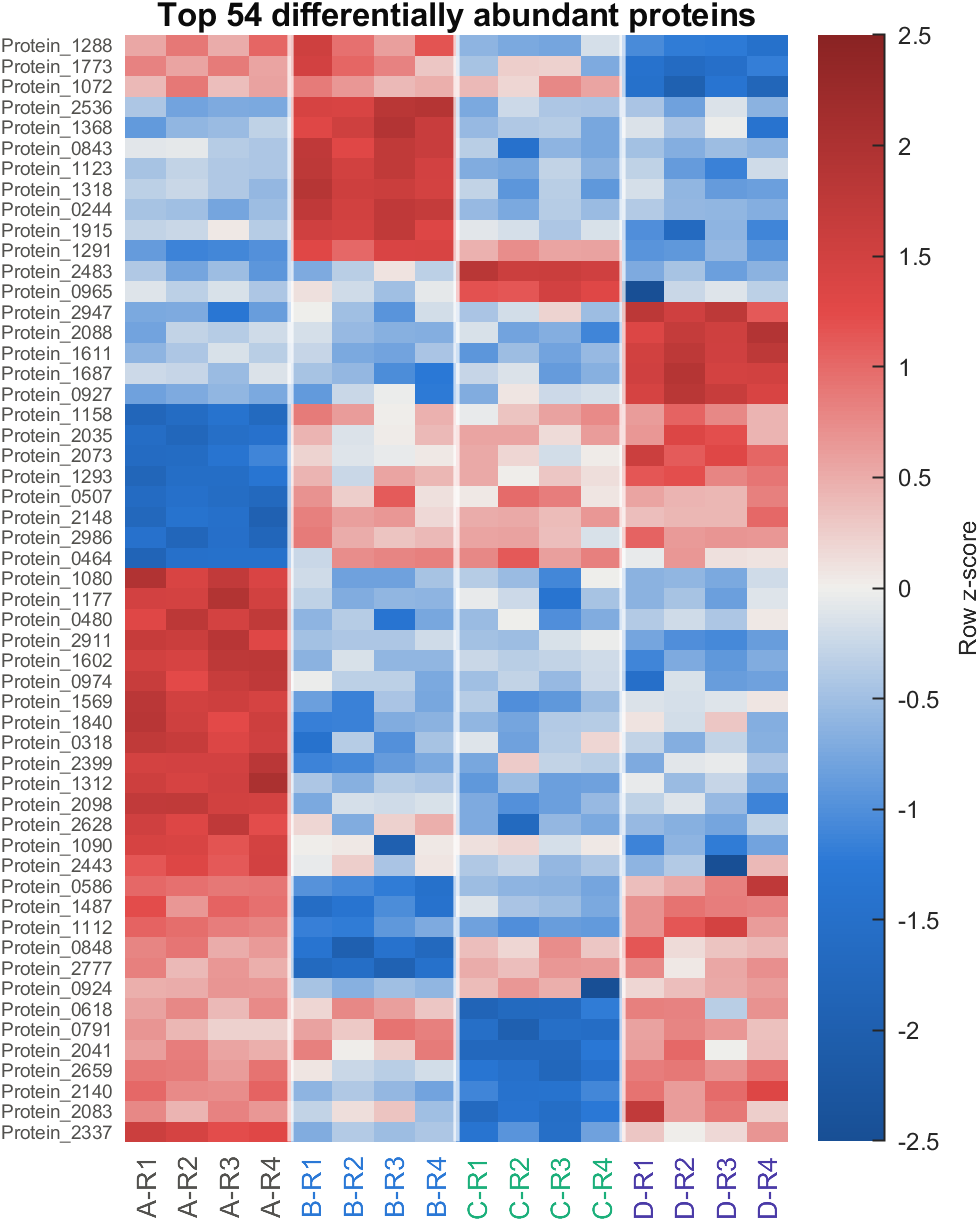 Top 54 differentially abundant proteins
Protein_1288
Protein_1773
Protein_1072
Protein_2536
Protein_1368
Protein_0843
Protein_1123
Protein_1318
Protein_0244
Protein_1915
Protein_1291
Protein_2483
Protein_0965
Protein_2947
Protein_2088
Protein_1611
Protein_1687
Protein_0927
Protein_1158
Protein_2035
Protein_2073
Protein_1293
Protein_0507
Protein_2148
Protein_2986
Protein_0464
Protein_1080
Protein_1177
Protein_0480
Protein_2911
Protein_1602
Protein_0974
Protein_1569
Protein_1840
Protein_0318
Protein_2399
Protein_1312
Protein_2098
Protein_2628
Protein_1090
Protein_2443
Protein_0586
Protein_1487
Protein_1112
Protein_0848
Protein_2777
Protein_0924
Protein_0618
Protein_0791
Protein_2041
Protein_2659
Protein_2140
Protein_2083
Protein_2337
A-R1
A-R2
A-R3
A-R4
B-R1
B-R2
B-R3
B-R4
C-R1
C-R2
C-R3
C-R4
D-R1
D-R2
D-R3
D-R4
2.5
2
1.5
1
0.5
0
-0.5
-1
-1.5
-2
-2.5
Row z-score